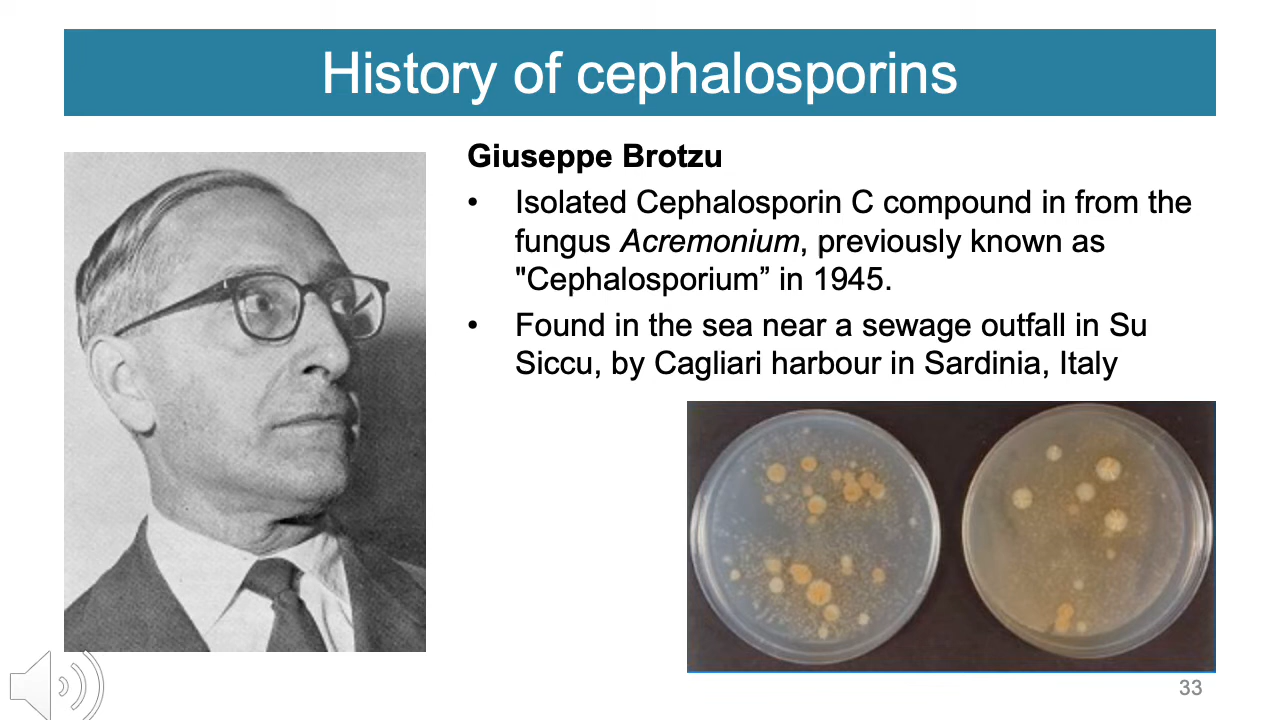 History of cephalosporins
Giuseppe Brotzu
• Isolated Cephalosporin C compound in from the
fungus Acremonium, previously known as
"Cephalosporium” in 1945.
• Found in the sea near a sewage outfall in Su
Siccu, by Cagliari harbour in Sardinia, Italy
33